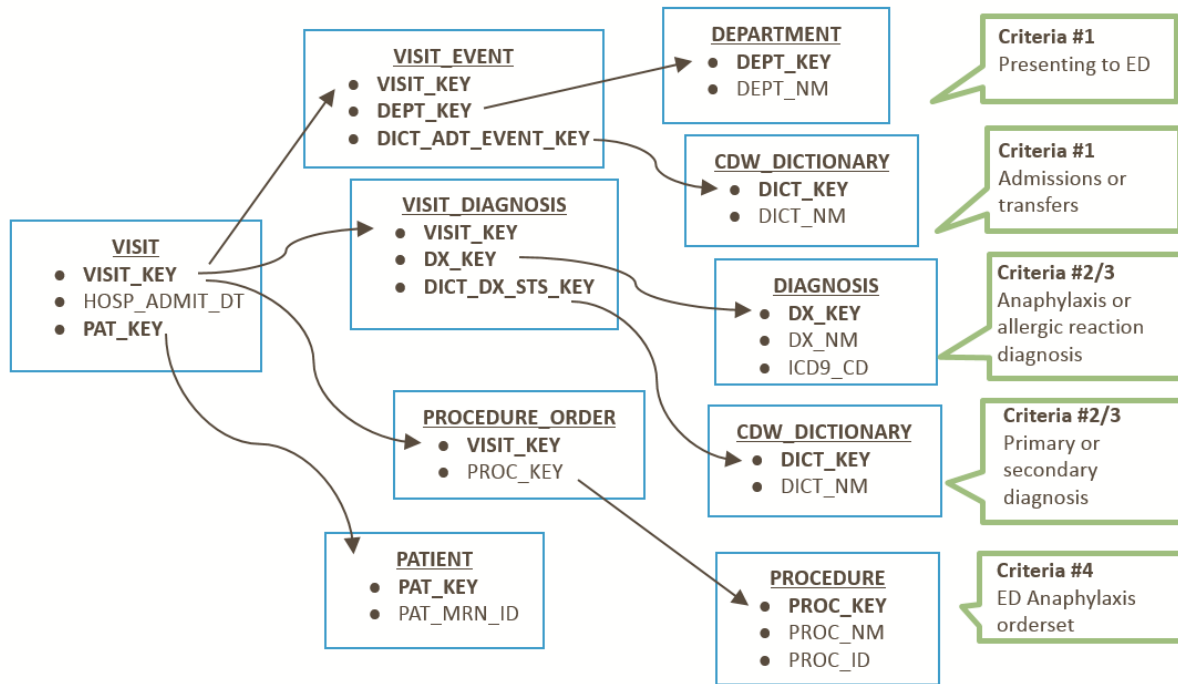 VISIT
● VISIT_KEY
● HOSP_ADMIT_DT
● PAT_KEY
VISIT_EVENT
● VISIT_KEY
● DEPT_KEY
● DICT_ADT_EVENT_KEY
VISIT_DIAGNOSIS
● VISIT_KEY
● DX_KEY
● DICT_DX_STS_KEY
PROCEDURE_ORDER
● VISIT_KEY
● PROC_KEY
PATIENT
● PAT_KEY
● PAT_MRN_ID
DEPARTMENT
● DEPT_KEY
● DEPT_NM
CDW_DICTIONARY
● DICT_KEY
● DICT_NM
DIAGNOSIS
● DX_KEY
● DX_NM
● ICD9_CD
CDW_DICTIONARY
● DICT_KEY
● DICT_NM
PROCEDURE
● PROC_KEY
● PROC_NM
● PROC_ID
Criteria #1
Presenting to ED
Criteria #1
Admissions or
transfers
Criteria #2/3
Anaphylaxis or
allergic reaction
diagnosis
Criteria #2/3
Primary or
secondary
diagnosis
Criteria #4
ED Anaphylaxis
orderset